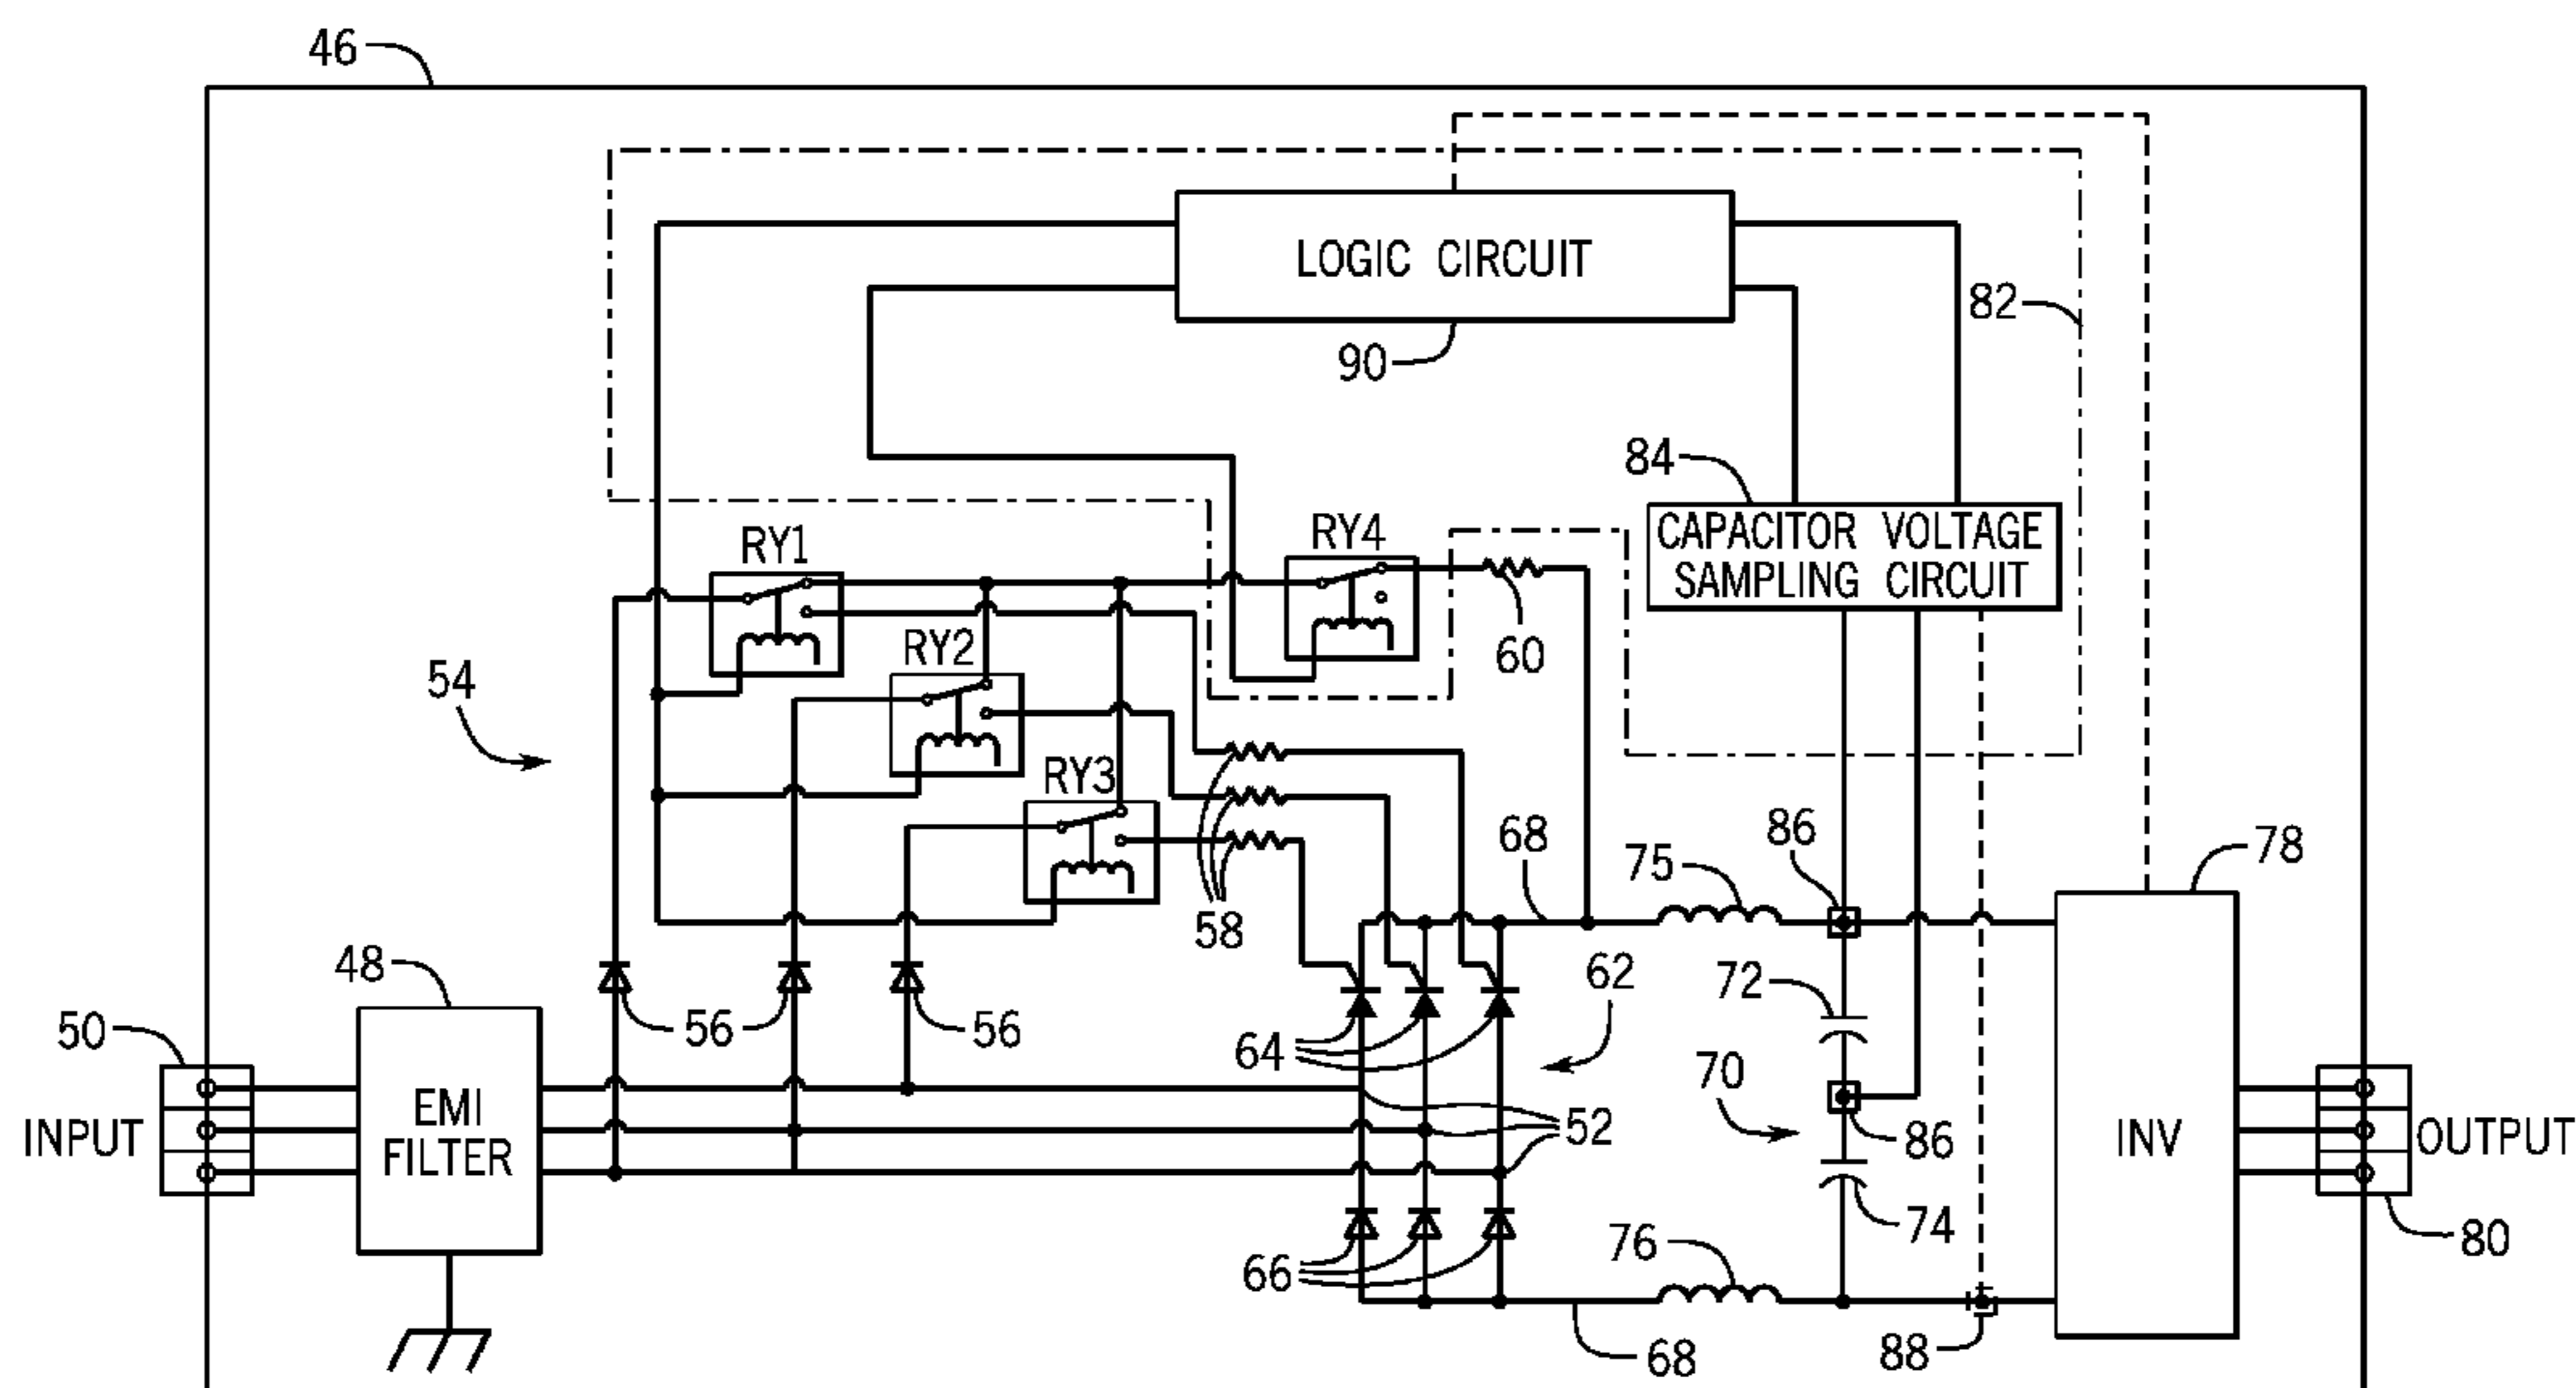 46
LOGIC CIRCUIT
82
90
84
CAPACITOR VOLTAGE
SAMPLING CIRCUIT
RY1
RY4
RY2
60
54
RY3
86
68
75
78
58
48
62
72
50
56
56
64
70
EMI
FILTER
INPUT
52
86
INV
OUTPUT
74
76
80
66
68
88